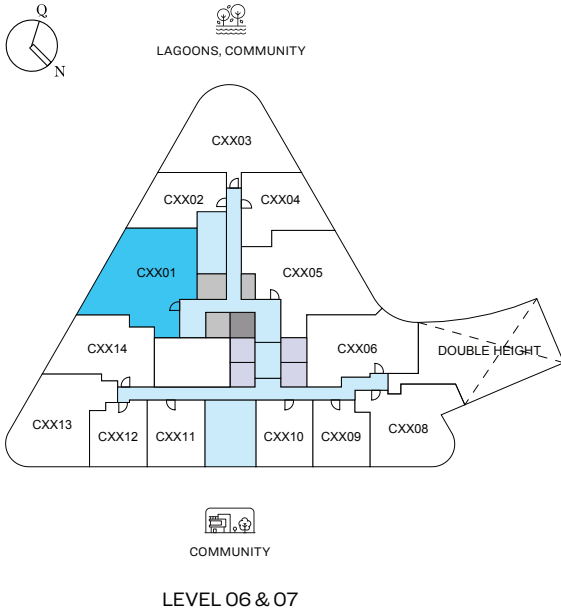 Q
N
LAGOONS, COMMUNITY
CXX03
CXX02
CXX04
CXX01
CXX05
CXX14
CXX06
DOUBLE HEIGHT
CXX13
CXX12
CXX11
CXX10
CXX09
CXX08
COMMUNITY
LEVEL 06 & 07